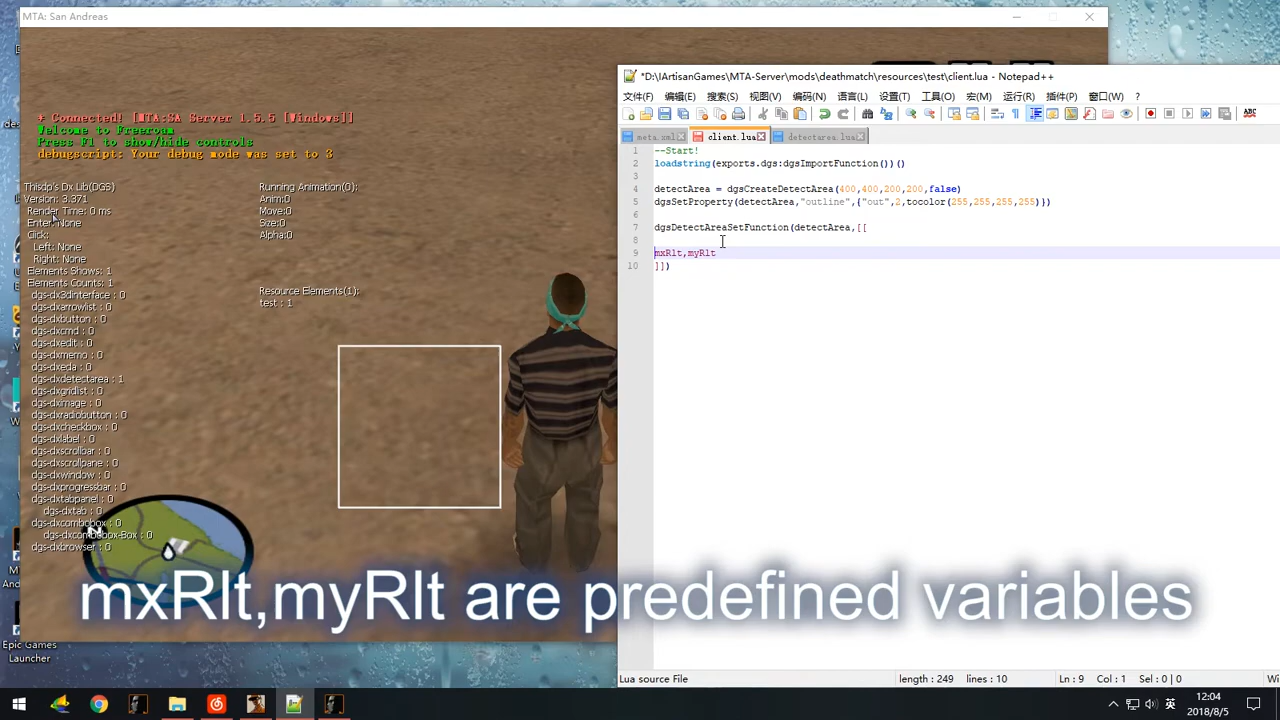 MTA: San Andreas
* Connected! [MTA:SA Server 1.5.5 [Windows]]
Welcome to Freeroam
Press F1 to show/hide controls
debugscript: Your debug mode was set to 3
Thisdp's Dx Lib(DGS)
Version: 3.371
Render Time: 0 ms
Enter: None
Click:
Left: None
Right: None
Elements Shows: 1
Elements Counts: 1
dgs-dx3dinterface : 0
dgs-dxarrowlist : 0
dgs-dxbutton : 0
dgs-dxcmd : 0
dgs-dxedit : 0
dgs-dxmemo : 0
dgs-dxeda : 0
dgs-dxdetectarea : 1
dgs-dxgridlist : 0
dgs-dximage : 0
dgs-dxradiobutton : 0
dgs-dxcheckbox : 0
dgs-dxlabel : 0
dgs-dxscrollbar : 0
dgs-dxscrollpane : 0
dgs-dxwindow : 0
dgs-dxprogressbar : 0
dgs-dxtabpanel : 0
dgs-dxtab : 0
dgs-dxcombobox : 0
dgs-dxcombobox-Box : 0
dgs-dxbrowser : 0
Running Animation(0):
Anim:0
Move:0
Size:0
Alpha:0
Resource Elements(1):
test : 1
N
*D:\IArtisanGames\MTA-Server\mods\deathmatch\resources\test\client.lua - Notepad++
文件(F) 编辑(E) 搜索(S) 视图(V) 编码(N) 语言(L) 设置(T) 工具(O) 宏(M) 运行(R) 插件(P) 窗口(W) ?
ABC
meta.xml client.lua detectarea.lua
1 --Start!
2 loadstring(exports.dgs:dgsImportFunction())()
3
4 detectArea = dgsCreateDetectArea(400,400,200,200,false)
5 dgsSetProperty(detectArea,"outline",{"out",2,tocolor(255,255,255,255)})
6
7 dgsDetectAreaSetFunction(detectArea,[[
8
9 mxRlt,myRlt
10 ]])
mxRlt,myRlt are predefined variables
Lua source File length : 249 lines : 10 Ln : 9 Col : 1 Sel : 0 | 0
Epic Games
Launcher
英
12:04
2018/8/5